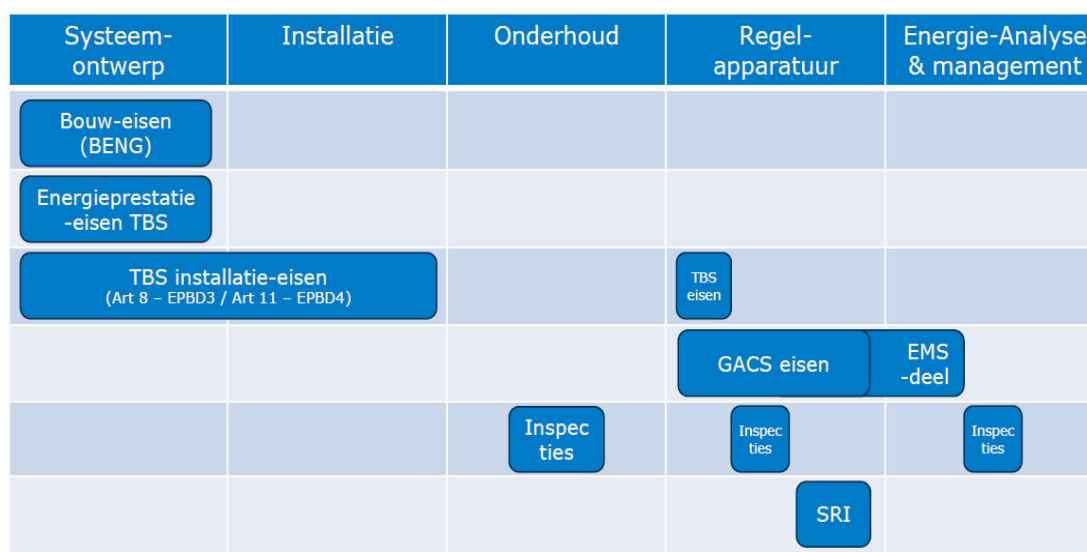 Systeem-
ontwerp
Installatie
Onderhoud
Regel-
apparatuur
Energie-Analyse
& management
Bouw-eisen
(BENG)
Energieprestatie
-eisen TBS
TBS installatie-eisen
(Art 8 – EPBD3 / Art 11 – EPBD4)
TBS
eisen
GACS eisen
EMS
-deel
Inspec
ties
Inspec
ties
Inspec
ties
SRI